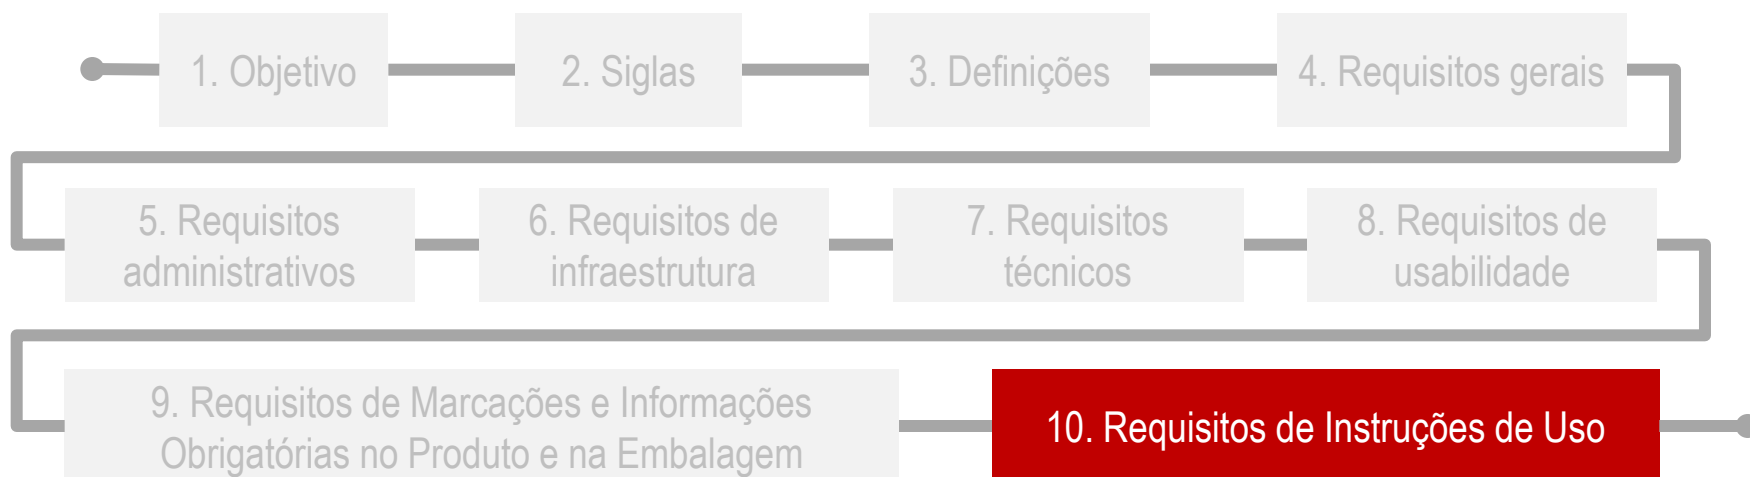 1. Objetivo
2. Siglas
3. Definições
4. Requisitos gerais
5. Requisitos
administrativos
6. Requisitos de
infraestrutura
7. Requisitos
técnicos
8. Requisitos de
usabilidade
9. Requisitos de Marcações e Informações
Obrigatórias no Produto e na Embalagem
10. Requisitos de Instruções de Uso